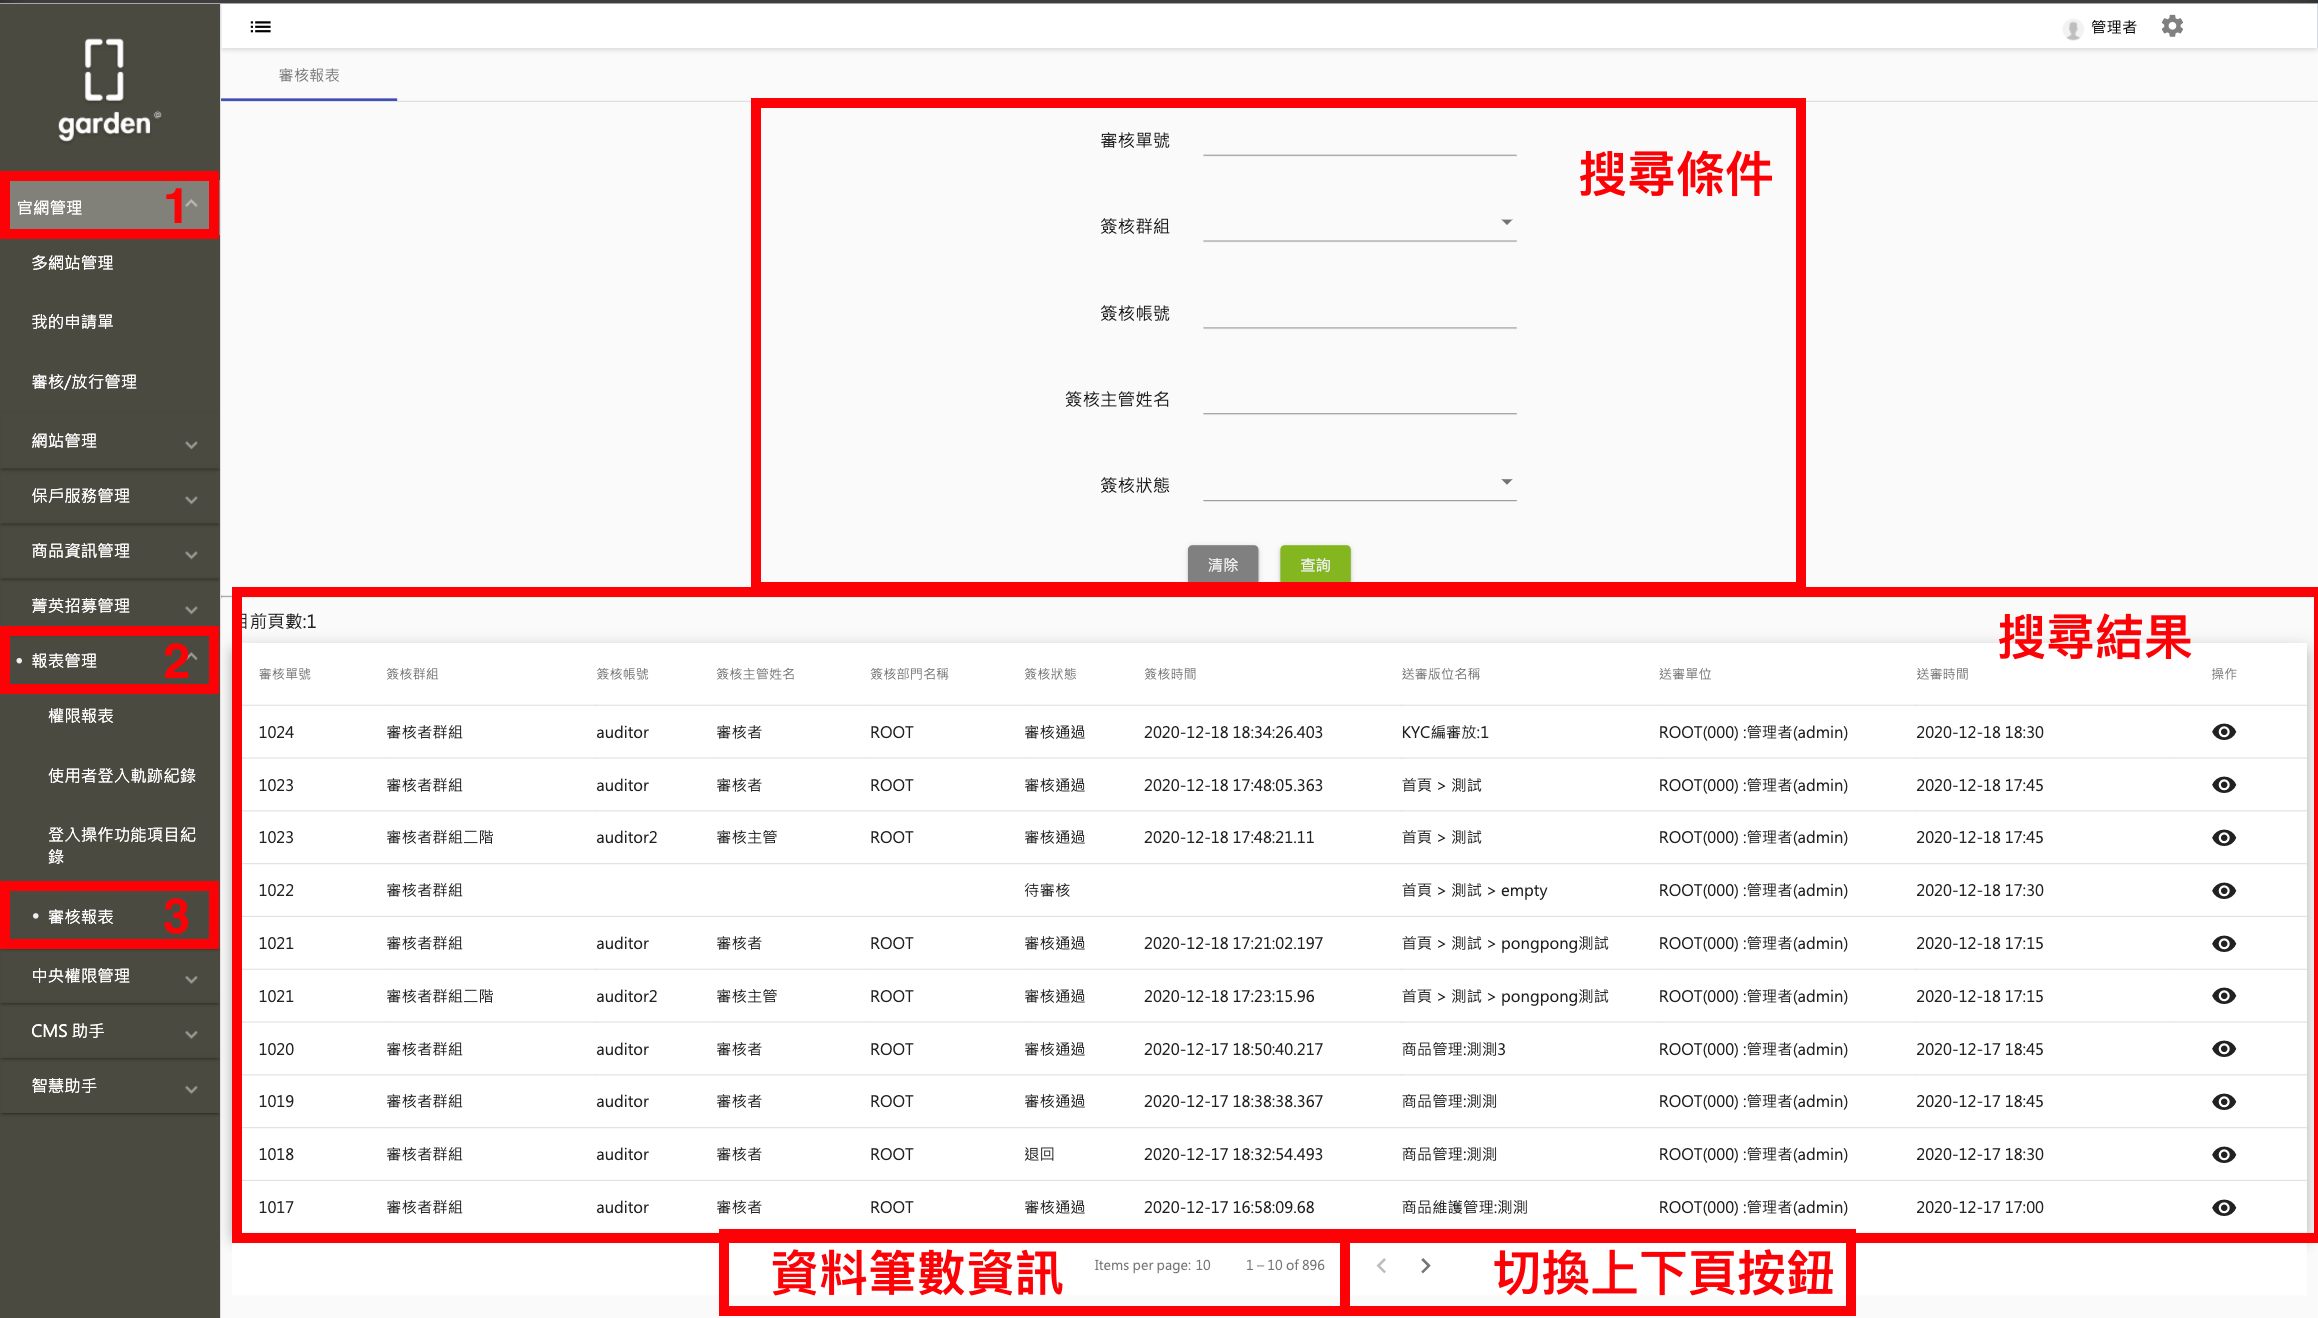 管理者
garden
審核報表
官網管理 1
多網站管理
我的申請單
審核/放行管理
網站管理
保戶服務管理
商品資訊管理
菁英招募管理
報表管理 2
權限報表
使用者登入軌跡紀錄
登入操作功能項目紀
錄
審核報表 3
中央權限管理
CMS 助手
智慧助手
搜尋條件
審核單號
簽核群組
簽核帳號
簽核主管姓名
簽核狀態
清除 查詢
目前頁數:1
搜尋結果
審核單號 簽核群組 簽核帳號 簽核主管姓名 簽核部門名稱 簽核狀態 簽核時間 送審版位名稱 送審單位 送審時間 操作
1024 審核者群組 auditor 審核者 ROOT 審核通過 2020-12-18 18:34:26.403 KYC編審放:1 ROOT(000) :管理者(admin) 2020-12-18 18:30
1023 審核者群組 auditor 審核者 ROOT 審核通過 2020-12-18 17:48:05.363 首頁 > 測試 ROOT(000) :管理者(admin) 2020-12-18 17:45
1023 審核者群組二階 auditor2 審核主管 ROOT 審核通過 2020-12-18 17:48:21.11 首頁 > 測試 ROOT(000) :管理者(admin) 2020-12-18 17:45
1022 審核者群組 待審核 首頁 > 測試 > empty ROOT(000) :管理者(admin) 2020-12-18 17:30
1021 審核者群組 auditor 審核者 ROOT 審核通過 2020-12-18 17:21:02.197 首頁 > 測試 > pongpong測試 ROOT(000) :管理者(admin) 2020-12-18 17:15
1021 審核者群組二階 auditor2 審核主管 ROOT 審核通過 2020-12-18 17:23:15.96 首頁 > 測試 > pongpong測試 ROOT(000) :管理者(admin) 2020-12-18 17:15
1020 審核者群組 auditor 審核者 ROOT 審核通過 2020-12-17 18:50:40.217 商品管理:測測3 ROOT(000) :管理者(admin) 2020-12-17 18:45
1019 審核者群組 auditor 審核者 ROOT 審核通過 2020-12-17 18:38:38.367 商品管理:測測 ROOT(000) :管理者(admin) 2020-12-17 18:45
1018 審核者群組 auditor 審核者 ROOT 退回 2020-12-17 18:32:54.493 商品管理:測測 ROOT(000) :管理者(admin) 2020-12-17 18:30
1017 審核者群組 auditor 審核者 ROOT 審核通過 2020-12-17 16:58:09.68 商品維護管理:測測 ROOT(000) :管理者(admin) 2020-12-17 17:00
資料筆數資訊 Items per page: 10 1 – 10 of 896 切換上下頁按鈕